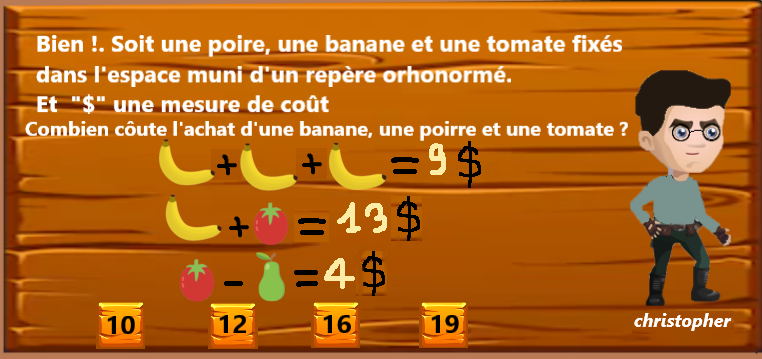 Bien !. Soit une poire, une banane et une tomate fixés
dans l'espace muni d'un repère orhonormé.
Et "$" une mesure de coût
Combien côute l'achat d'une banane, une poirre et une tomate ?
+ + = 9 $
+ = 13 $
- = 4 $
10 12 16 19
christopher